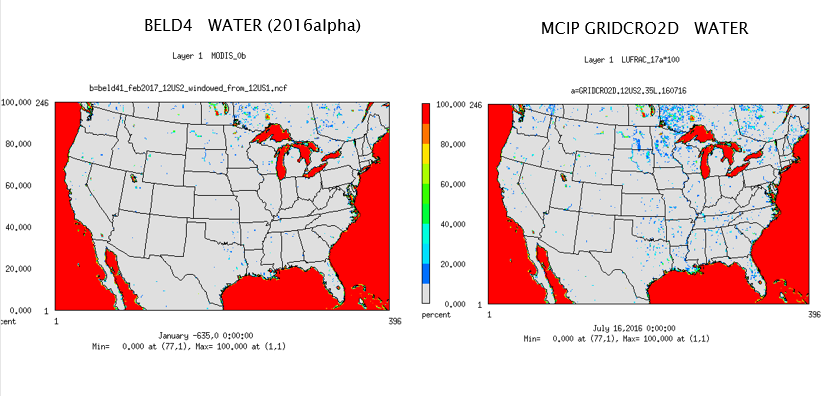 BELD4 WATER (2016alpha)
Layer 1 MODIS_0b
b=beld41_feb2017_12US2_windowed_from_12US1.ncf
100,000 246
80,000
60,000
40,000
20,000
0,000 1
cent
1 396
January -635,0 0:00:00
Min= 0.000 at (77,1), Max= 100.000 at (1,1)
MCIP GRIDCRO2D WATER
Layer 1 LUFRAC_17a*100
a=GRIDCRO2D.12US2.35L.160716
100.000 246
80.000
60.000
40.000
20.000
0.000 1
percent
1 396
July 16,2016 0:00:00
Min= 0.000 at (77,1), Max= 100.000 at (1,1)